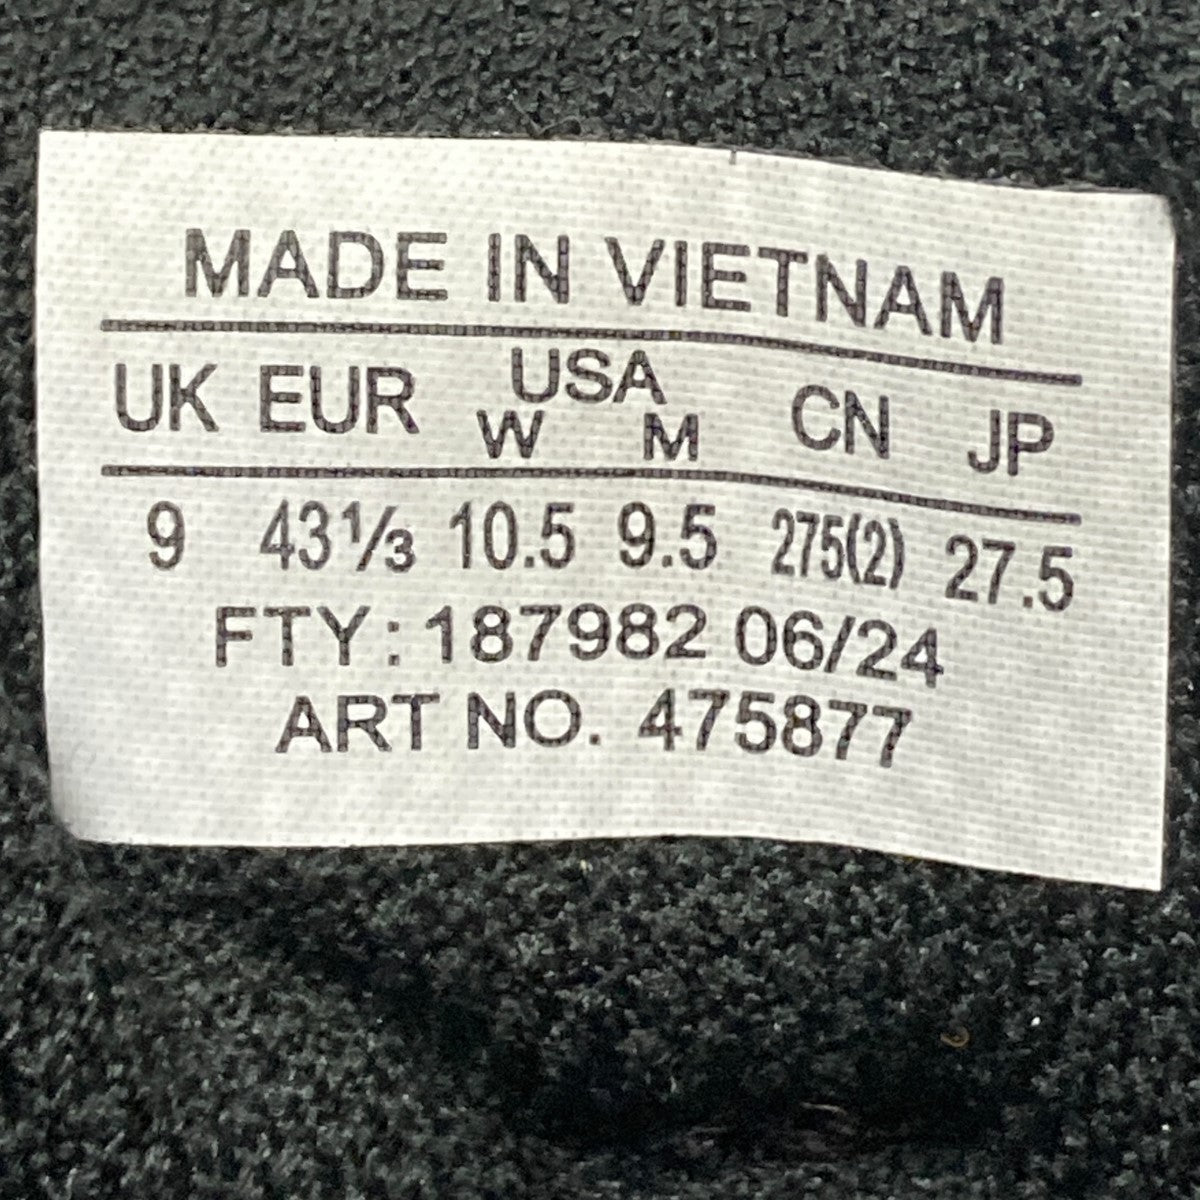 MADE IN VIETNAM
UK EUR USA CN JP
W M
9 43⅓ 10.5 9.5 275(2) 27.5
FTY: 187982 06/24
ART NO. 475877